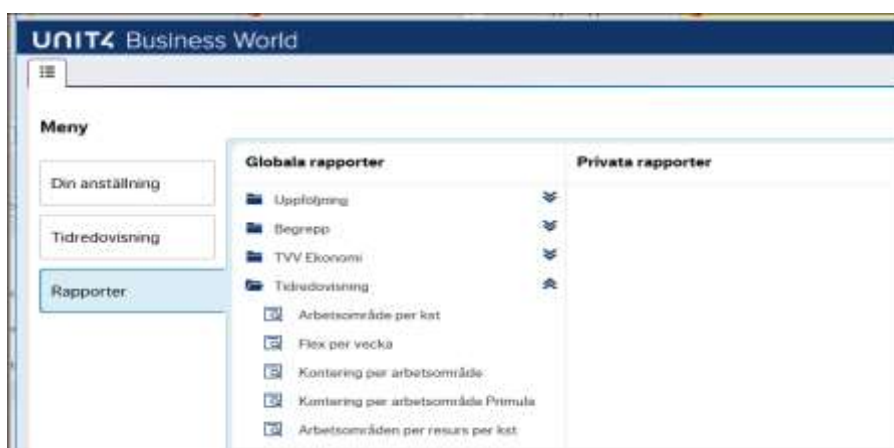 UNIT4 Business World
Meny
Din anställning
Tidredovisning
Rapporter
Globala rapporter
Uppföljning
Begrepp
TVV Ekonomi
Tidredovisning
Arbetsområde per kst
Flex per vecka
Kontering per arbetsområde
Kontering per arbetsområde Primula
Arbetsområden per resurs per kst
Privata rapporter